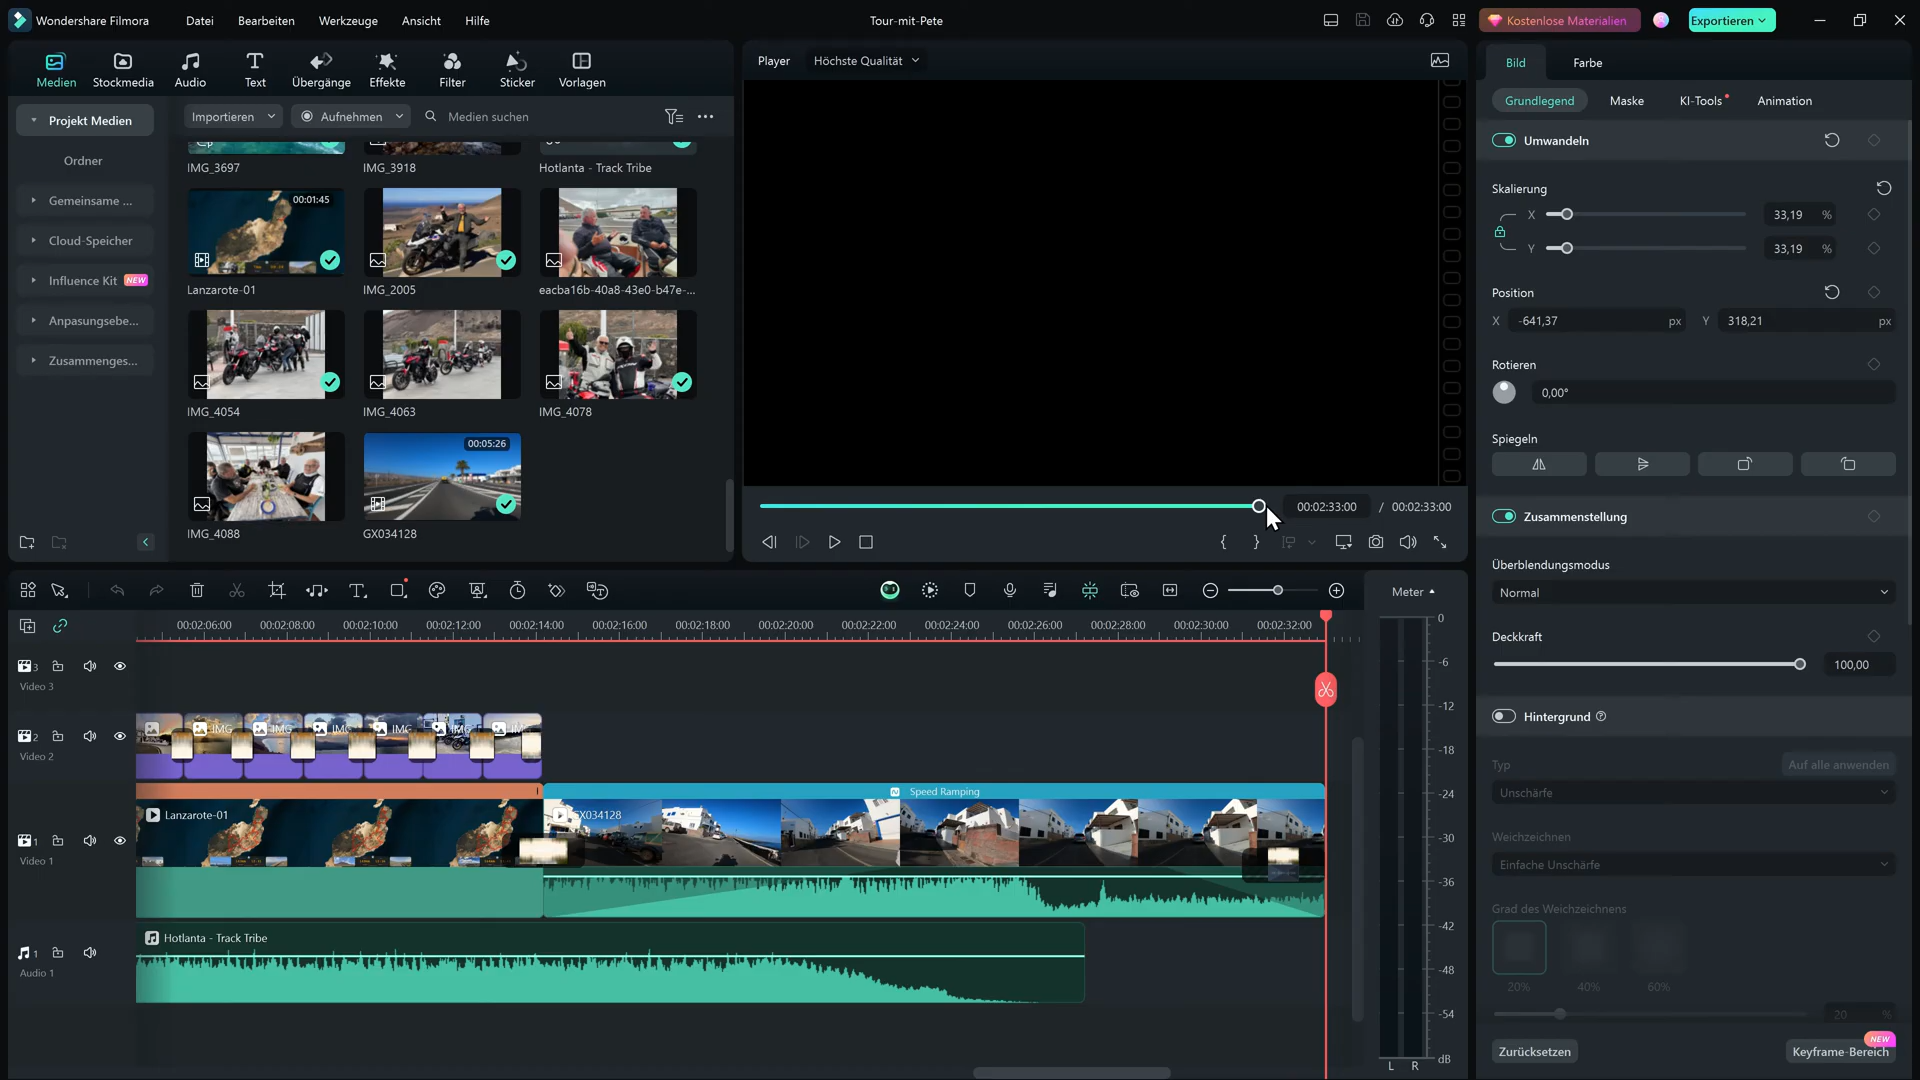 Wondershare Filmora
Datei
Bearbeiten
Werkzeuge
Ansicht
Hilfe
Tour-mit-Pete
Kostenlose Materialien
Exportieren
Medien
Stockmedia
Audio
Text
Übergänge
Effekte
Filter
Sticker
Vorlagen
Player
Höchste Qualität
Bild
Farbe
Grundlegend
Maske
KI-Tools
Animation
Projekt Medien
Ordner
Gemeinsame ...
Cloud-Speicher
Influence Kit NEW
Anpasungsebe...
Zusammenges...
Importieren
Aufnehmen
Medien suchen
IMG_3697
IMG_3918
Hotlanta - Track Tribe
00:01:45
Lanzarote-01
IMG_2005
eacba16b-40a8-43e0-b47e-...
IMG_4054
IMG_4063
IMG_4078
00:05:26
IMG_4088
GX034128
00:02:33:00 / 00:02:33:00
Umwandeln
Skalierung
X 33,19 %
Y 33,19 %
Position
X -641,37 px Y 318,21 px
Rotieren
0,00°
Spiegeln
Zusammenstellung
Überblendungsmodus
Normal
Deckkraft
100,00
Hintergrund
Typ
Auf alle anwenden
Unschärfe
Weichzeichnen
Einfache Unschärfe
Grad des Weichzeichnens
20% 40% 60%
20 %
Zurücksetzen
NEW
Keyframe-Bereich
Meter
00:02:06:00 00:02:08:00 00:02:10:00 00:02:12:00 00:02:14:00 00:02:16:00 00:02:18:00 00:02:20:00 00:02:22:00 00:02:24:00 00:02:26:00 00:02:28:00 00:02:30:00 00:02:32:00
3
Video 3
2
Video 2
IMG IMG IMG IMG IMG
1
Video 1
Lanzarote-01
Speed Ramping
GX034128
1
Audio 1
Hotlanta - Track Tribe
0
-6
-12
-18
-24
-30
-36
-42
-48
-54
dB
L R